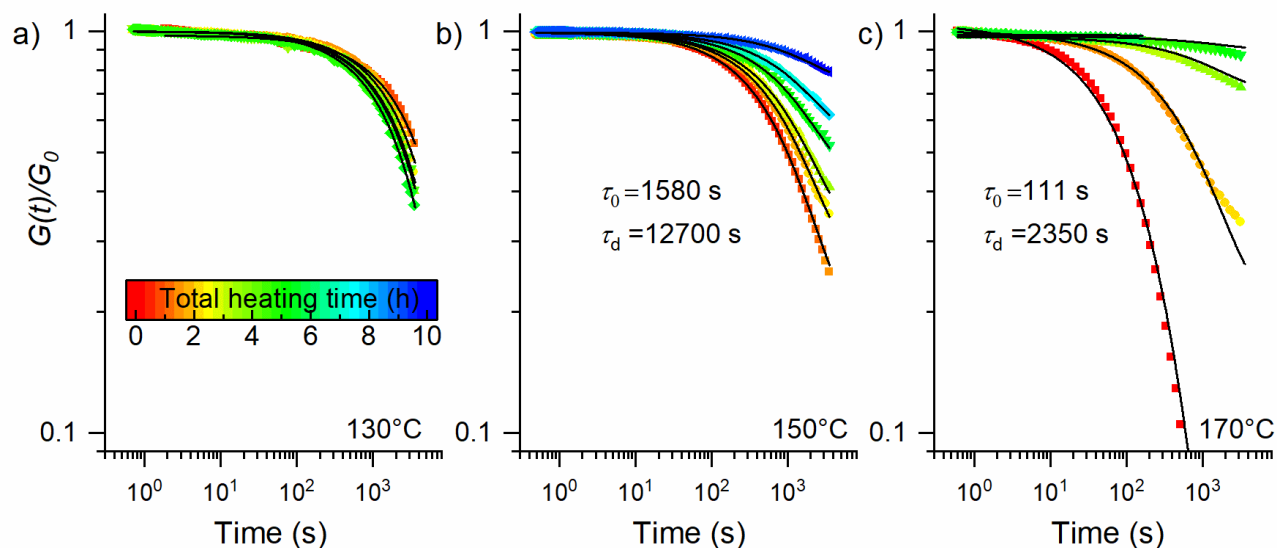 a)
1
0.1
G(t)/G0
Total heating time (h)
0 2 4 6 8 10
130°C
10^0 10^1 10^2 10^3
Time (s)
b)
1
0.1
τ0=1580 s
τd=12700 s
150°C
10^0 10^1 10^2 10^3
Time (s)
c)
1
0.1
τ0=111 s
τd=2350 s
170°C
10^0 10^1 10^2 10^3
Time (s)